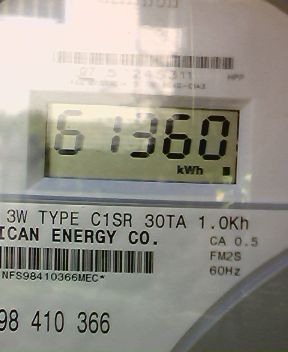 61360
kWh
3W TYPE C1SR 30TA 1.0Kh
ICAN ENERGY CO.
CA 0.5
FM2S
60Hz
NFS98410366MEC*
98 410 366